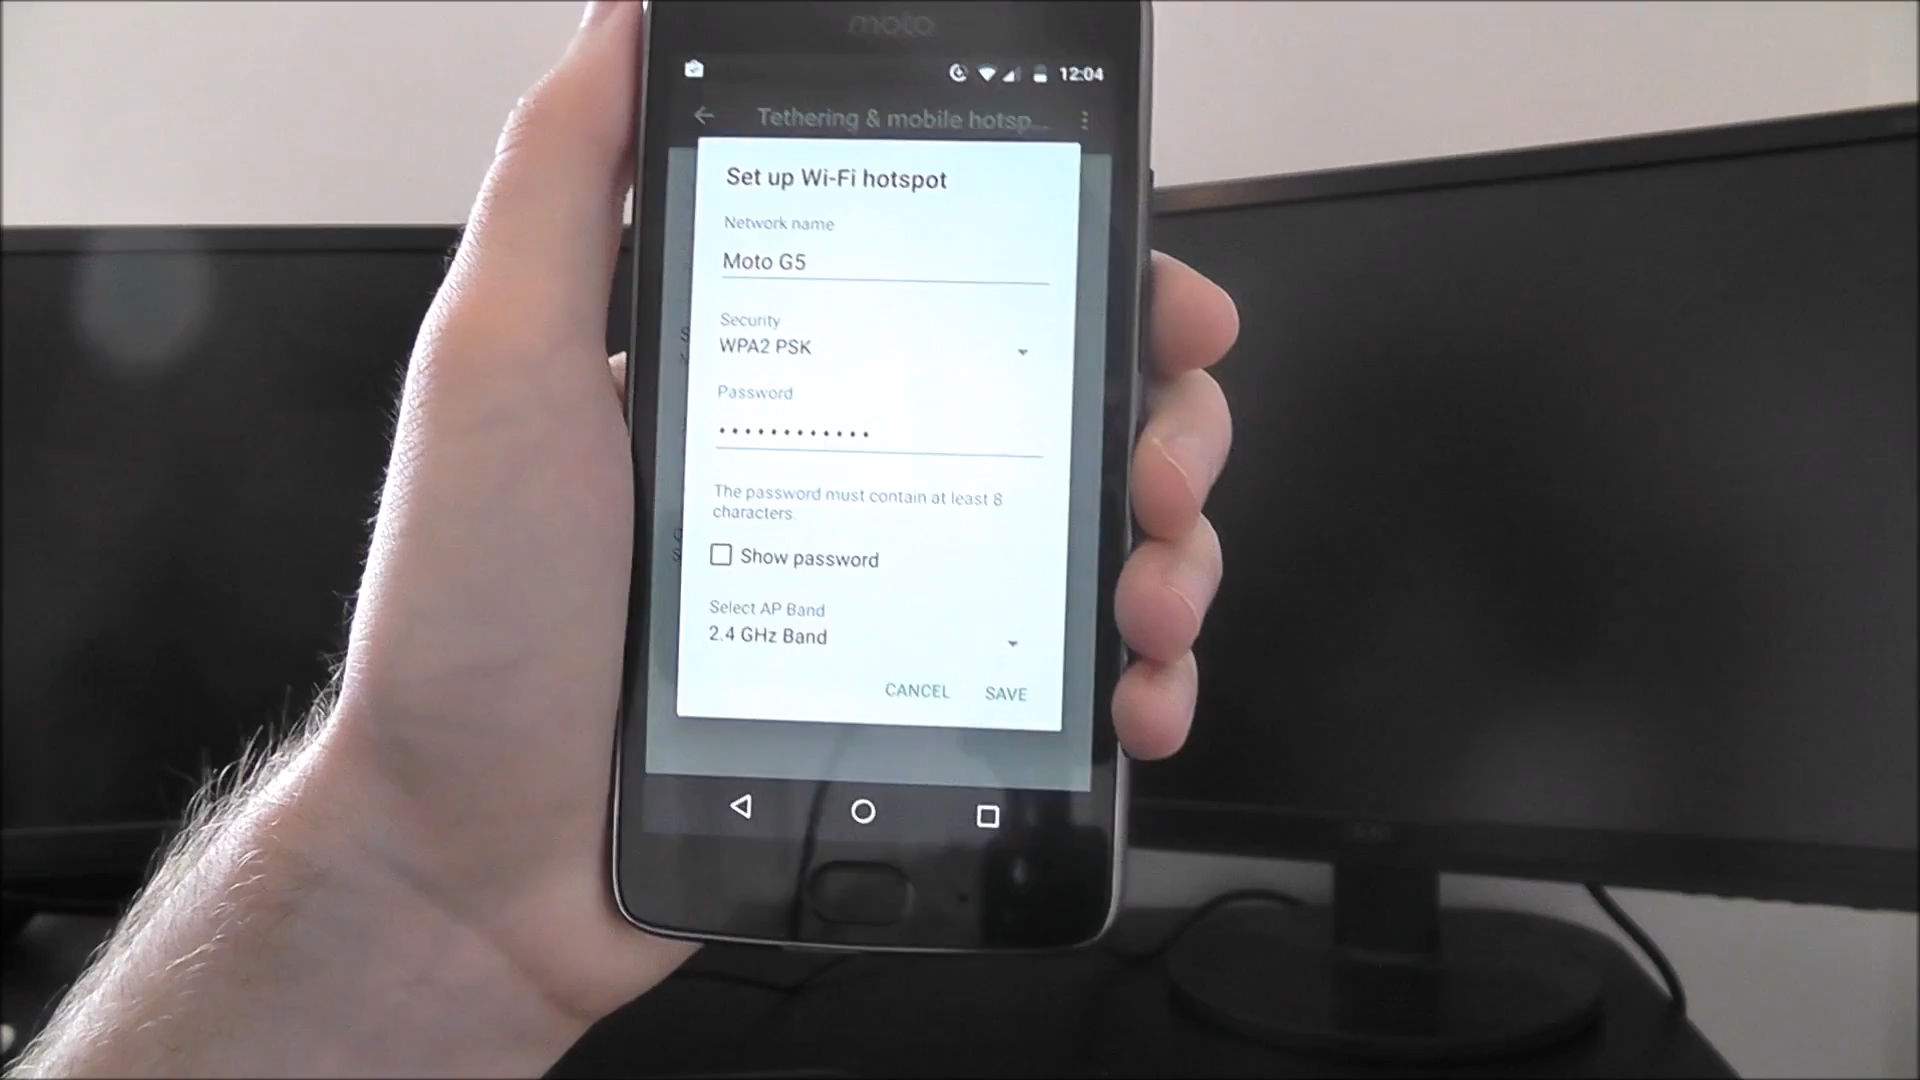 moto
12:04
Tethering & mobile hotsp...
Set up Wi-Fi hotspot
Network name
Moto G5
Security
WPA2 PSK
Password
••••••••••••
The password must contain at least 8
characters.
Show password
Select AP Band
2.4 GHz Band
CANCEL SAVE